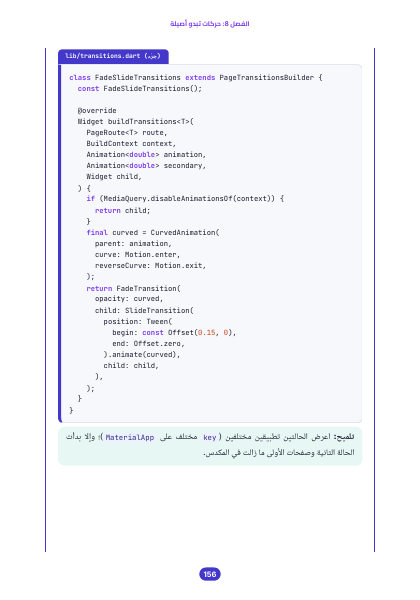 الفصل 8: حركات تبدو أصيلة
lib/transitions.dart (جزء)
class FadeSlideTransitions extends PageTransitionsBuilder {
  const FadeSlideTransitions();

  @override
  Widget buildTransitions<T>(
    PageRoute<T> route,
    BuildContext context,
    Animation<double> animation,
    Animation<double> secondary,
    Widget child,
  ) {
    if (MediaQuery.disableAnimationsOf(context)) {
      return child;
    }
    final curved = CurvedAnimation(
      parent: animation,
      curve: Motion.enter,
      reverseCurve: Motion.exit,
    );
    return FadeTransition(
      opacity: curved,
      child: SlideTransition(
        position: Tween(
          begin: const Offset(0.15, 0),
          end: Offset.zero,
        ).animate(curved),
        child: child,
      ),
    );
  }
}
تلميح: اعرض الحالتين تطبيقين مختلفين (key مختلف على MaterialApp)؛ وإلا بدأت
الحالة الثانية وصفحات الأولى ما زالت في المكدس.
156